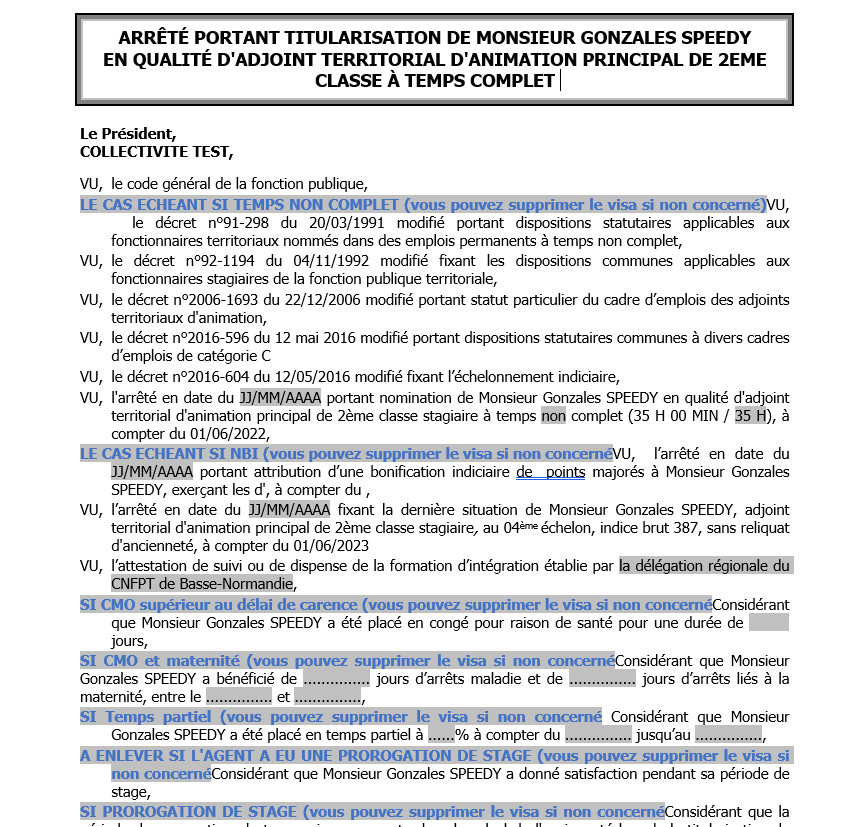 ARRÊTÉ PORTANT TITULARISATION DE MONSIEUR GONZALES SPEEDY
EN QUALITÉ D'ADJOINT TERRITORIAL D'ANIMATION PRINCIPAL DE 2EME
CLASSE À TEMPS COMPLET
Le Président,
COLLECTIVITE TEST,
VU, le code général de la fonction publique,
LE CAS ECHEANT SI TEMPS NON COMPLET (vous pouvez supprimer le visa si non concerné)VU,
le décret n°91-298 du 20/03/1991 modifié portant dispositions statutaires applicables aux
fonctionnaires territoriaux nommés dans des emplois permanents à temps non complet,
VU, le décret n°92-1194 du 04/11/1992 modifié fixant les dispositions communes applicables aux
fonctionnaires stagiaires de la fonction publique territoriale,
VU, le décret n°2006-1693 du 22/12/2006 modifié portant statut particulier du cadre d'emplois des adjoints
territoriaux d'animation,
VU, le décret n°2016-596 du 12 mai 2016 modifié portant dispositions statutaires communes à divers cadres
d'emplois de catégorie C
VU, le décret n°2016-604 du 12/05/2016 modifié fixant l'échelonnement indiciaire,
VU, l'arrêté en date du JJ/MM/AAAA portant nomination de Monsieur Gonzales SPEEDY en qualité d'adjoint
territorial d'animation principal de 2ème classe stagiaire à temps non complet (35 H 00 MIN / 35 H), à
compter du 01/06/2022,
LE CAS ECHEANT SI NBI (vous pouvez supprimer le visa si non concernéVU, l'arrêté en date du
JJ/MM/AAAA portant attribution d'une bonification indiciaire de points majorés à Monsieur Gonzales
SPEEDY, exerçant les d', à compter du ,
VU, l'arrêté en date du JJ/MM/AAAA fixant la dernière situation de Monsieur Gonzales SPEEDY, adjoint
territorial d'animation principal de 2ème classe stagiaire, au 04ème échelon, indice brut 387, sans reliquat
d'ancienneté, à compter du 01/06/2023
VU, l'attestation de suivi ou de dispense de la formation d'intégration établie par la délégation régionale du
CNFPT de Basse-Normandie,
SI CMO supérieur au délai de carence (vous pouvez supprimer le visa si non concernéConsidérant
que Monsieur Gonzales SPEEDY a été placé en congé pour raison de santé pour une durée de
jours,
SI CMO et maternité (vous pouvez supprimer le visa si non concernéConsidérant que Monsieur
Gonzales SPEEDY a bénéficié de ............... jours d'arrêts maladie et de ............... jours d'arrêts liés à la
maternité, entre le ............... et ...............,
SI Temps partiel (vous pouvez supprimer le visa si non concerné Considérant que Monsieur
Gonzales SPEEDY a été placé en temps partiel à ......% à compter du ............... jusqu'au ...............,
A ENLEVER SI L'AGENT A EU UNE PROROGATION DE STAGE (vous pouvez supprimer le visa si
non concernéConsidérant que Monsieur Gonzales SPEEDY a donné satisfaction pendant sa période de
stage,
SI PROROGATION DE STAGE (vous pouvez supprimer le visa si non concernéConsidérant que la